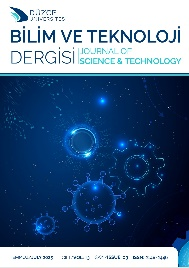 DÜZCE
ÜNİVERSİTESİ
BİLİM VE TEKNOLOJİ
DERGİSİ JOURNAL OF
SCIENCE & TECHNOLOGY